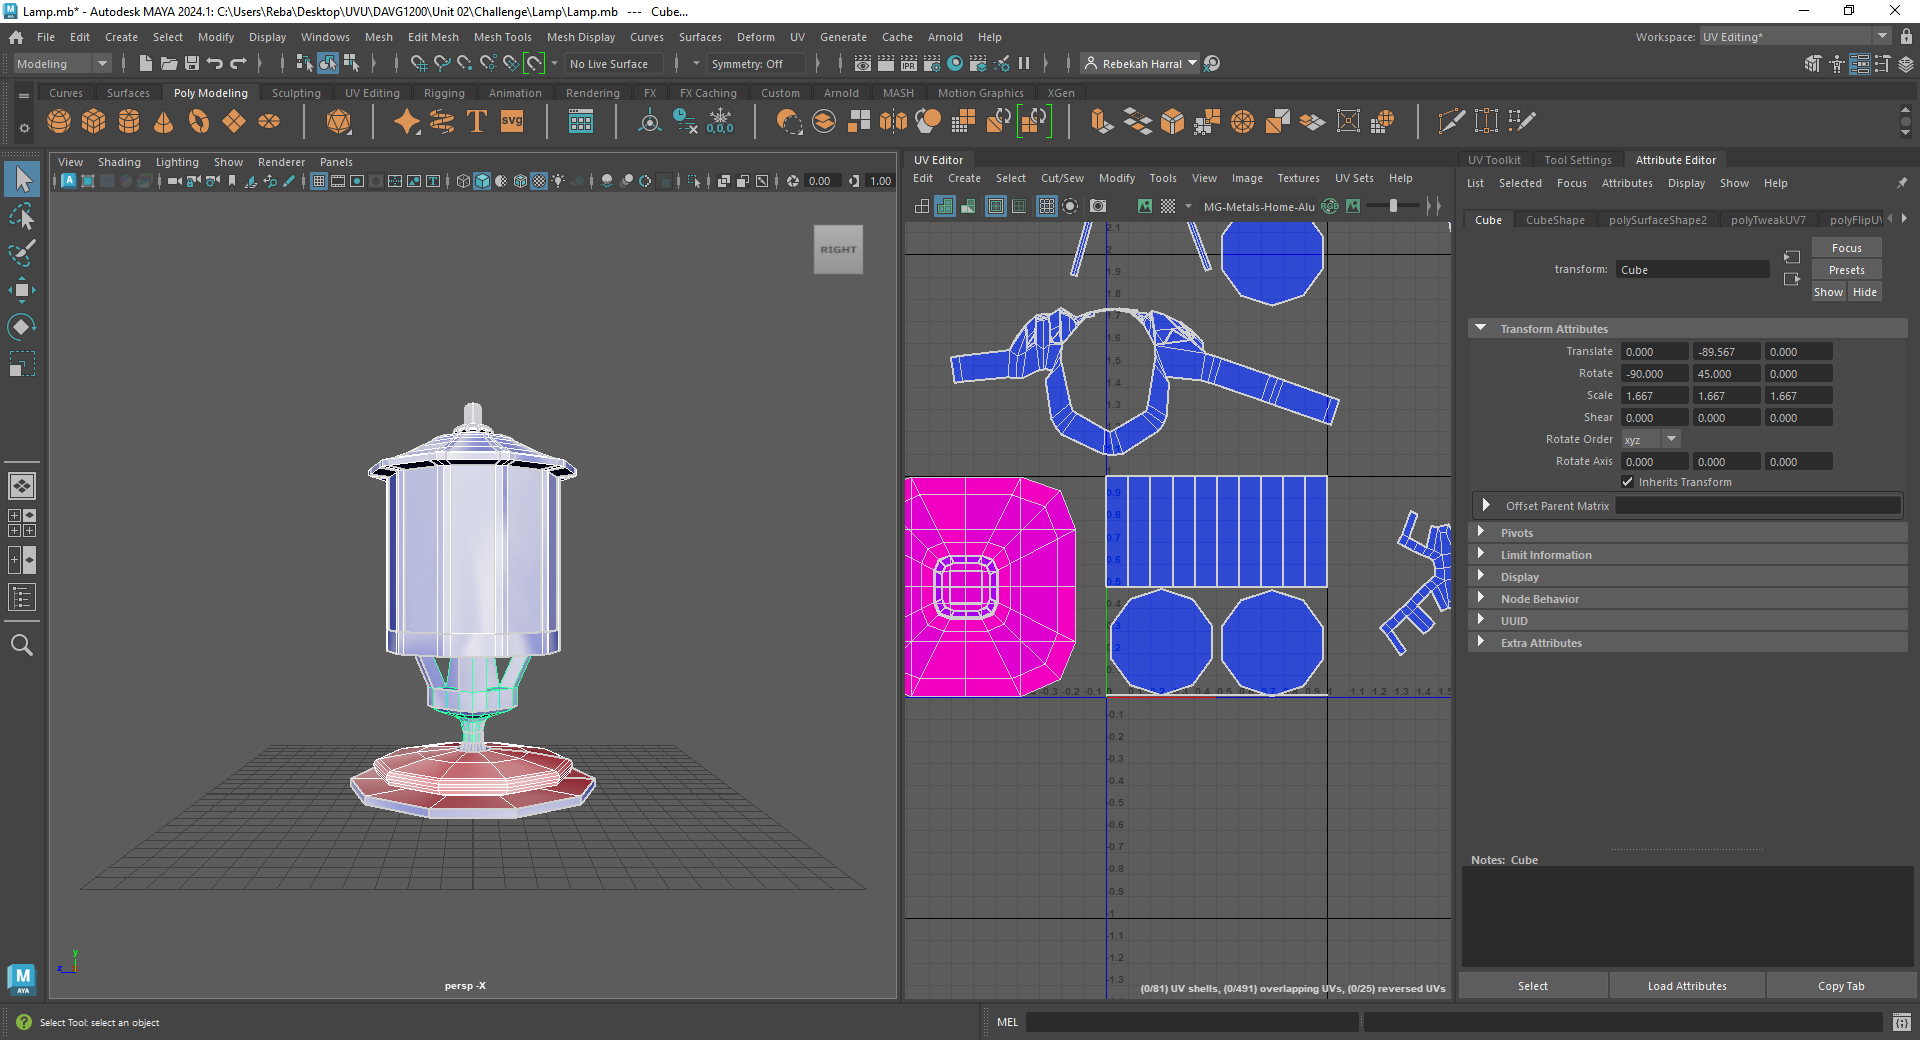 Lamp.mb* - Autodesk MAYA 2024.1: C:\Users\Reba\Desktop\UVU\DAVG1200\Unit 02\Challenge\Lamp\Lamp.mb --- Cube...
File Edit Create Select Modify Display Windows Mesh Edit Mesh Mesh Tools Mesh Display Curves Surfaces Deform UV Generate Cache Arnold Help
Workspace: UV Editing*
Modeling
No Live Surface
Symmetry: Off
Rebekah Harral
Curves Surfaces Poly Modeling Sculpting UV Editing Rigging Animation Rendering FX FX Caching Custom Arnold MASH Motion Graphics XGen
View Shading Lighting Show Renderer Panels
0.00 1.00
RIGHT
persp -X
UV Editor
Edit Create Select Cut/Sew Modify Tools View Image Textures UV Sets Help
MG-Metals-Home-Alu
(0/81) UV shells, (0/491) overlapping UVs, (0/25) reversed UVs
UV Toolkit Tool Settings Attribute Editor
List Selected Focus Attributes Display Show Help
Cube CubeShape polySurfaceShape2 polyTweakUV7 polyFlipUV
transform: Cube
Focus
Presets
Show Hide
Transform Attributes
Translate 0.000 -89.567 0.000
Rotate -90.000 45.000 0.000
Scale 1.667 1.667 1.667
Shear 0.000 0.000 0.000
Rotate Order xyz
Rotate Axis 0.000 0.000 0.000
Inherits Transform
Offset Parent Matrix
Pivots
Limit Information
Display
Node Behavior
UUID
Extra Attributes
Notes: Cube
Select Load Attributes Copy Tab
Select Tool: select an object
MEL